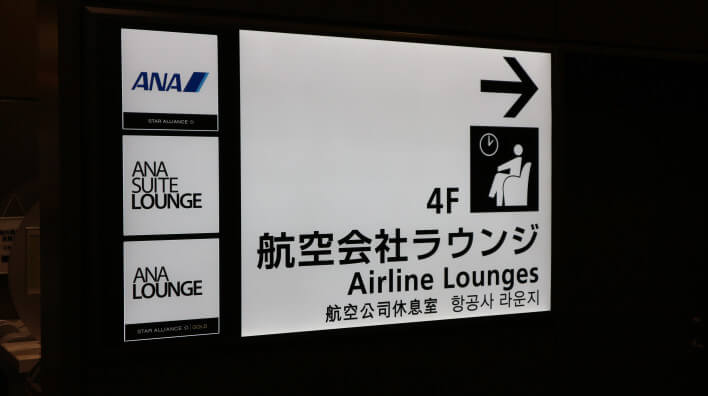 ANA
STAR ALLIANCE
ANA
SUITE
LOUNGE
ANA
LOUNGE
STAR ALLIANCE GOLD
4F
航空会社ラウンジ
Airline Lounges
航空公司休息室 항공사 라운지